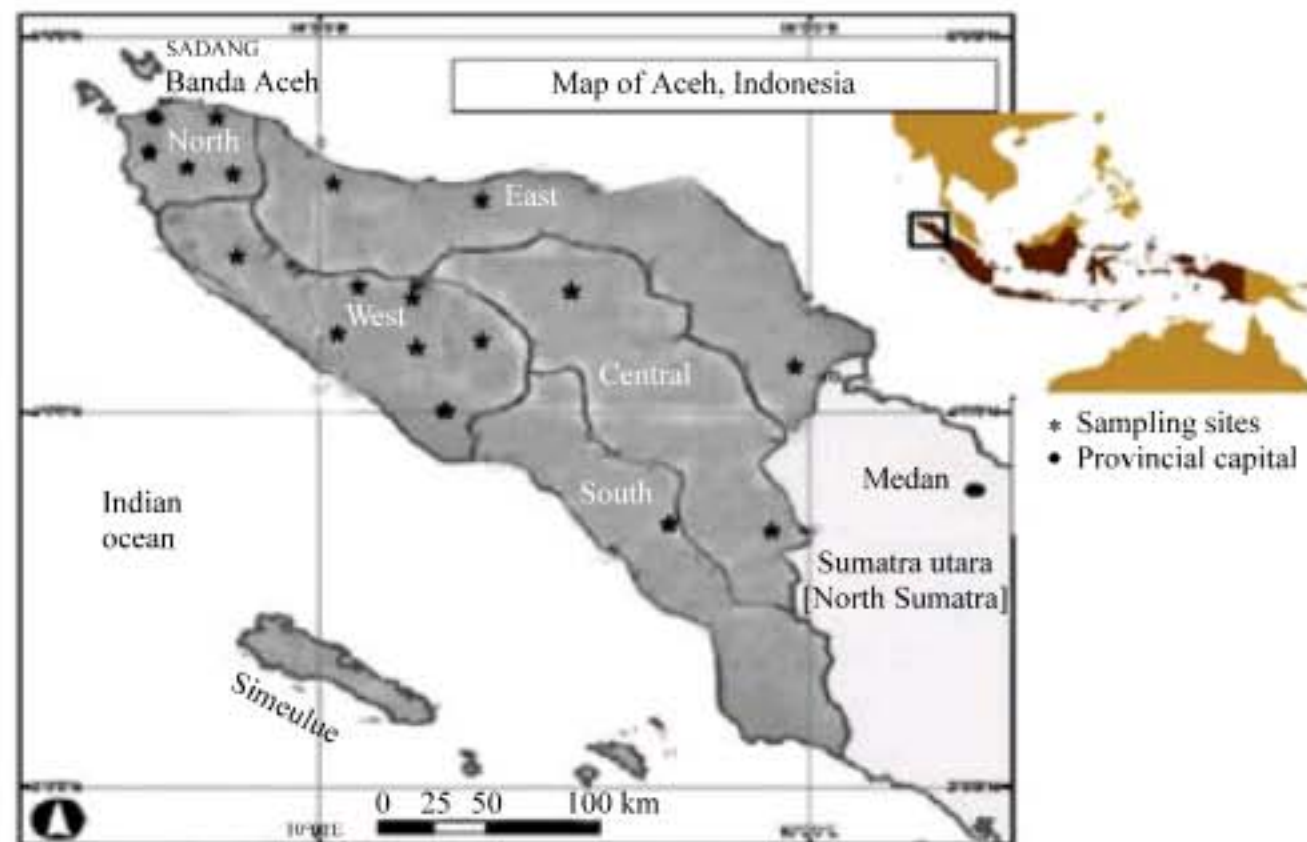 SADANG
Banda Aceh
Map of Aceh, Indonesia
North
East
West
Central
* Sampling sites
● Provincial capital
South
Medan
Indian
ocean
Sumatra utara
[North Sumatra]
Simeulue
0 25 50 100 km